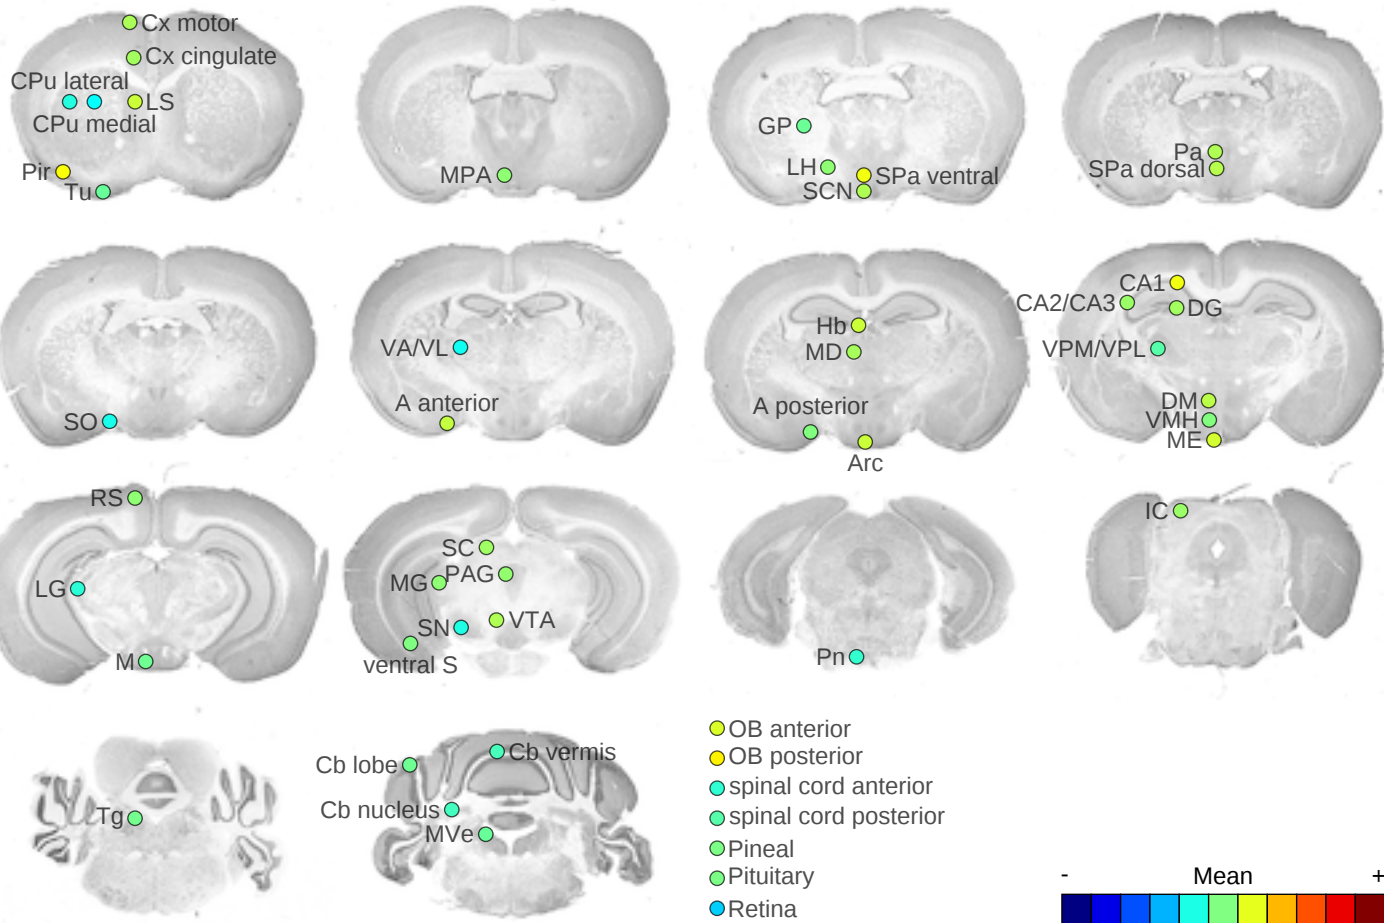 Cx motor
Cx cingulate
CPu lateral
LS
CPu medial
Pir
Tu
MPA
GP
LH
SPa ventral
SCN
Pa
SPa dorsal
SO
VA/VL
A anterior
Hb
MD
A posterior
Arc
CA1
CA2/CA3
DG
VPM/VPL
DM
VMH
ME
RS
LG
M
SC
PAG
MG
VTA
SN
ventral S
Pn
IC
Tg
Cb vermis
Cb lobe
Cb nucleus
MVe
OB anterior
OB posterior
spinal cord anterior
spinal cord posterior
Pineal
Pituitary
Retina
- Mean +